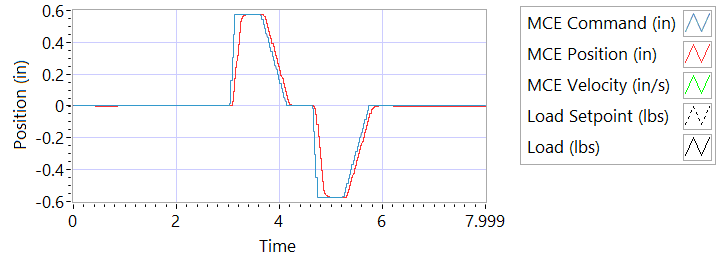 0.6
0.4
0.2
0
-0.2
-0.4
-0.6
Position (in)
0 2 4 6 7.999
Time
MCE Command (in)
MCE Position (in)
MCE Velocity (in/s)
Load Setpoint (lbs)
Load (lbs)